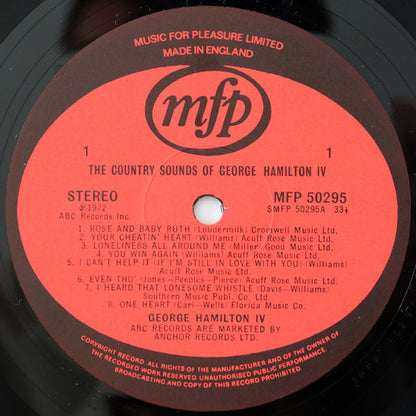 MUSIC FOR PLEASURE LIMITED
MADE IN ENGLAND
mfp
1 1
THE COUNTRY SOUNDS OF GEORGE HAMILTON IV
STEREO MFP 50295
℗1972 SMFP 50295A 33⅓
ABC Records Inc.
1. ROSE AND BABY RUTH (Loudermilk) Cromwell Music Ltd.
2. YOUR CHEATIN' HEART (Williams) Acuff Rose Music Ltd.
3. LONELINESS ALL AROUND ME (Miller) Good Music Ltd.
4. YOU WIN AGAIN (Williams) Acuff Rose Music Ltd.
5. I CAN'T HELP IT (IF I'M STILL IN LOVE WITH YOU) (Williams)
Acuff Rose Music Ltd.
6. EVEN THO' (Jones—Peeples—Pierce) Acuff Rose Music Ltd.
7. I HEARD THAT LONESOME WHISTLE (Davis—Williams)
Southern Music Publ. Co. Ltd.
8. ONE HEART (Cari—Wells) Florida Music Co.
GEORGE HAMILTON IV
ABC RECORDS ARE MARKETED BY
ANCHOR RECORDS LTD.
COPYRIGHT RECORD. ALL RIGHTS OF THE MANUFACTURER AND OF THE OWNER OF
THE RECORDED WORK RESERVED. UNAUTHORISED PUBLIC PERFORMANCE,
BROADCASTING AND COPY OF THIS RECORD PROHIBITED.